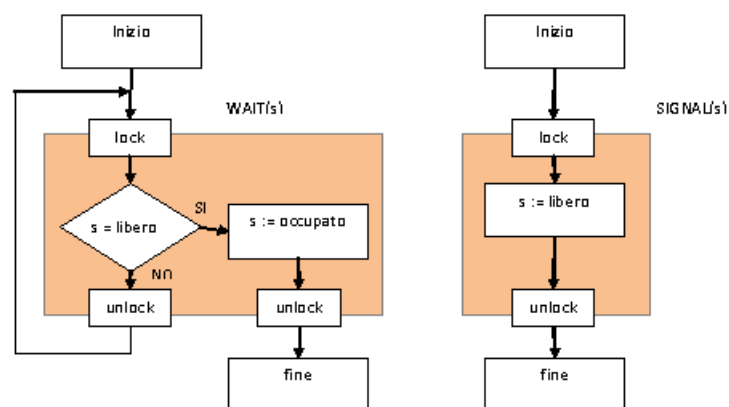 Inizio
WAIT(s)
lock
s = libero
SI
s := occupato
NO
unlock
unlock
fine
Inizio
SIGNAL(s)
lock
s := libero
unlock
fine